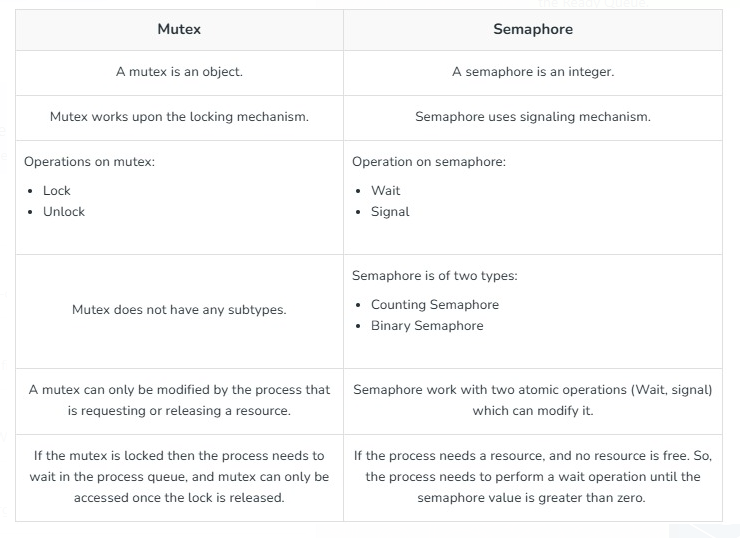 the Ready Queue.
Mutex
Semaphore
A mutex is an object.
A semaphore is an integer.
Mutex works upon the locking mechanism.
Semaphore uses signaling mechanism.
Operations on mutex:
• Lock
• Unlock
Operation on semaphore:
• Wait
• Signal
Mutex does not have any subtypes.
Semaphore is of two types:
• Counting Semaphore
• Binary Semaphore
A mutex can only be modified by the process that
is requesting or releasing a resource.
Semaphore work with two atomic operations (Wait, signal)
which can modify it.
If the mutex is locked then the process needs to
wait in the process queue, and mutex can only be
accessed once the lock is released.
If the process needs a resource, and no resource is free. So,
the process needs to perform a wait operation until the
semaphore value is greater than zero.